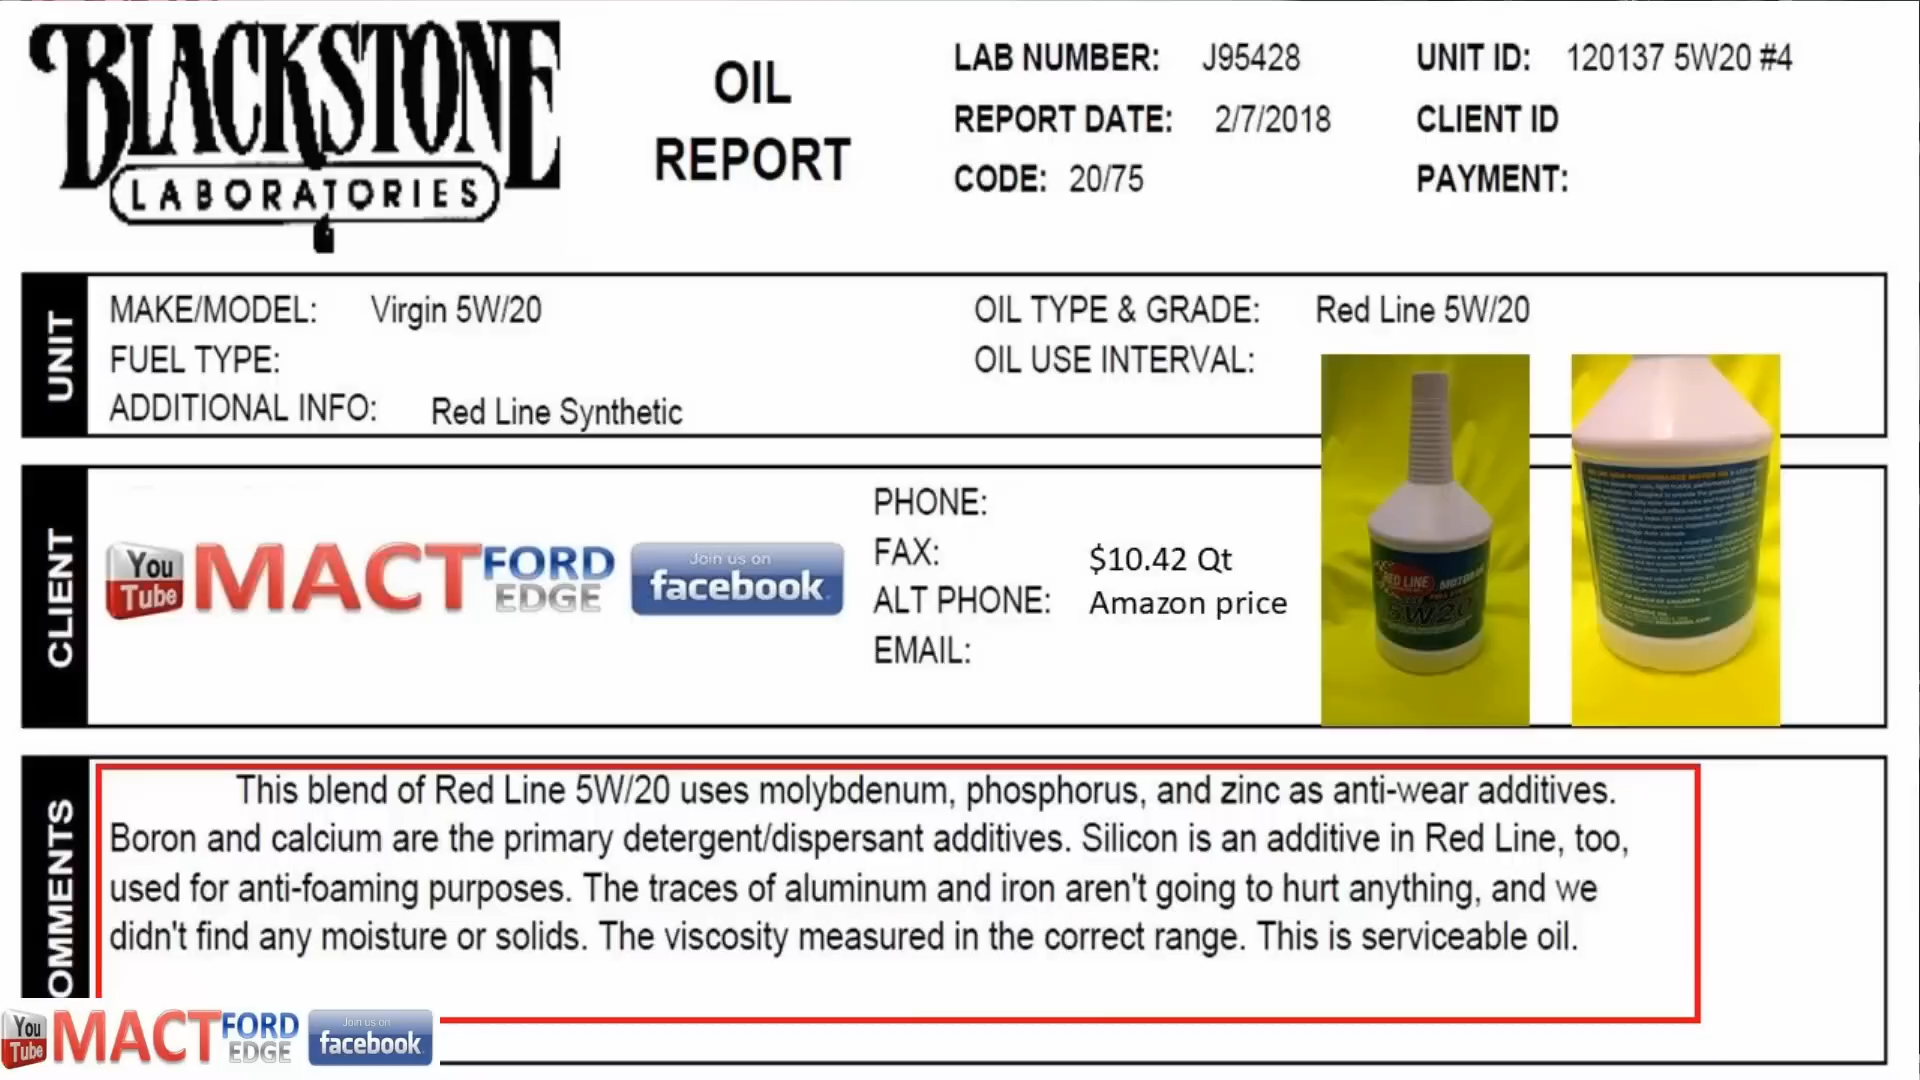 BLACKSTONE
LABORATORIES
OIL
REPORT
LAB NUMBER: J95428
REPORT DATE: 2/7/2018
CODE: 20/75
UNIT ID: 120137 5W20 #4
CLIENT ID
PAYMENT:
UNIT
MAKE/MODEL: Virgin 5W/20
FUEL TYPE:
ADDITIONAL INFO: Red Line Synthetic
OIL TYPE & GRADE: Red Line 5W/20
OIL USE INTERVAL:
CLIENT
You Tube MACT FORD EDGE Join us on facebook
PHONE:
FAX:
ALT PHONE:
EMAIL:
$10.42 Qt
Amazon price
RED LINE MOTOR OIL
5W20
OMMENTS
This blend of Red Line 5W/20 uses molybdenum, phosphorus, and zinc as anti-wear additives.
Boron and calcium are the primary detergent/dispersant additives. Silicon is an additive in Red Line, too,
used for anti-foaming purposes. The traces of aluminum and iron aren't going to hurt anything, and we
didn't find any moisture or solids. The viscosity measured in the correct range. This is serviceable oil.
You Tube MACT FORD EDGE Join us on facebook